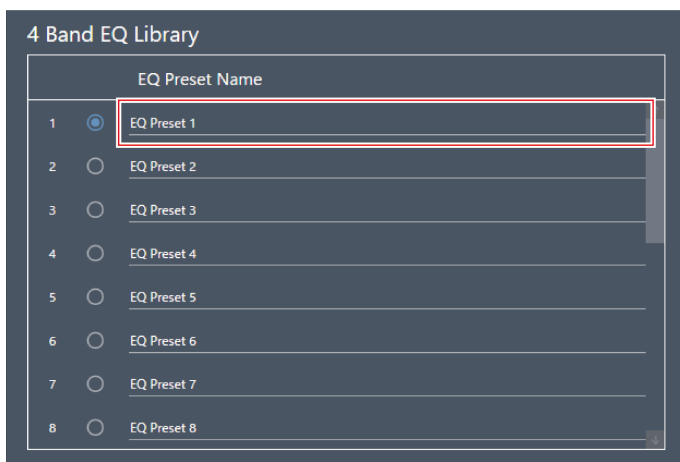 4 Band EQ Library
EQ Preset Name
1 EQ Preset 1
2 EQ Preset 2
3 EQ Preset 3
4 EQ Preset 4
5 EQ Preset 5
6 EQ Preset 6
7 EQ Preset 7
8 EQ Preset 8